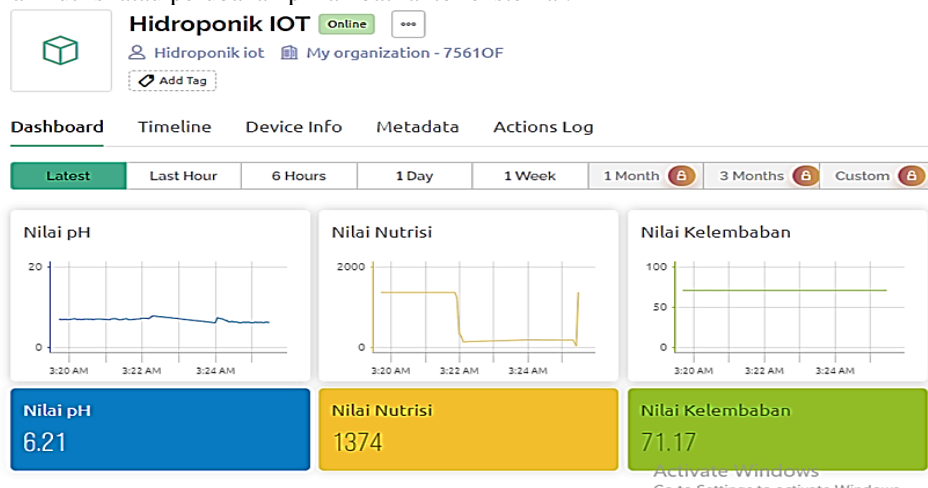 Hidroponik IOT Online
Hidroponik iot My organization - 7561OF
Add Tag
Dashboard Timeline Device Info Metadata Actions Log
Latest Last Hour 6 Hours 1 Day 1 Week 1 Month 3 Months Custom
Nilai pH Nilai Nutrisi Nilai Kelembaban
20 2000 100
50
0 0 0
3:20 AM 3:22 AM 3:24 AM 3:20 AM 3:22 AM 3:24 AM 3:20 AM 3:22 AM 3:24 AM
Nilai pH Nilai Nutrisi Nilai Kelembaban
6.21 1374 71.17
Activate Windows